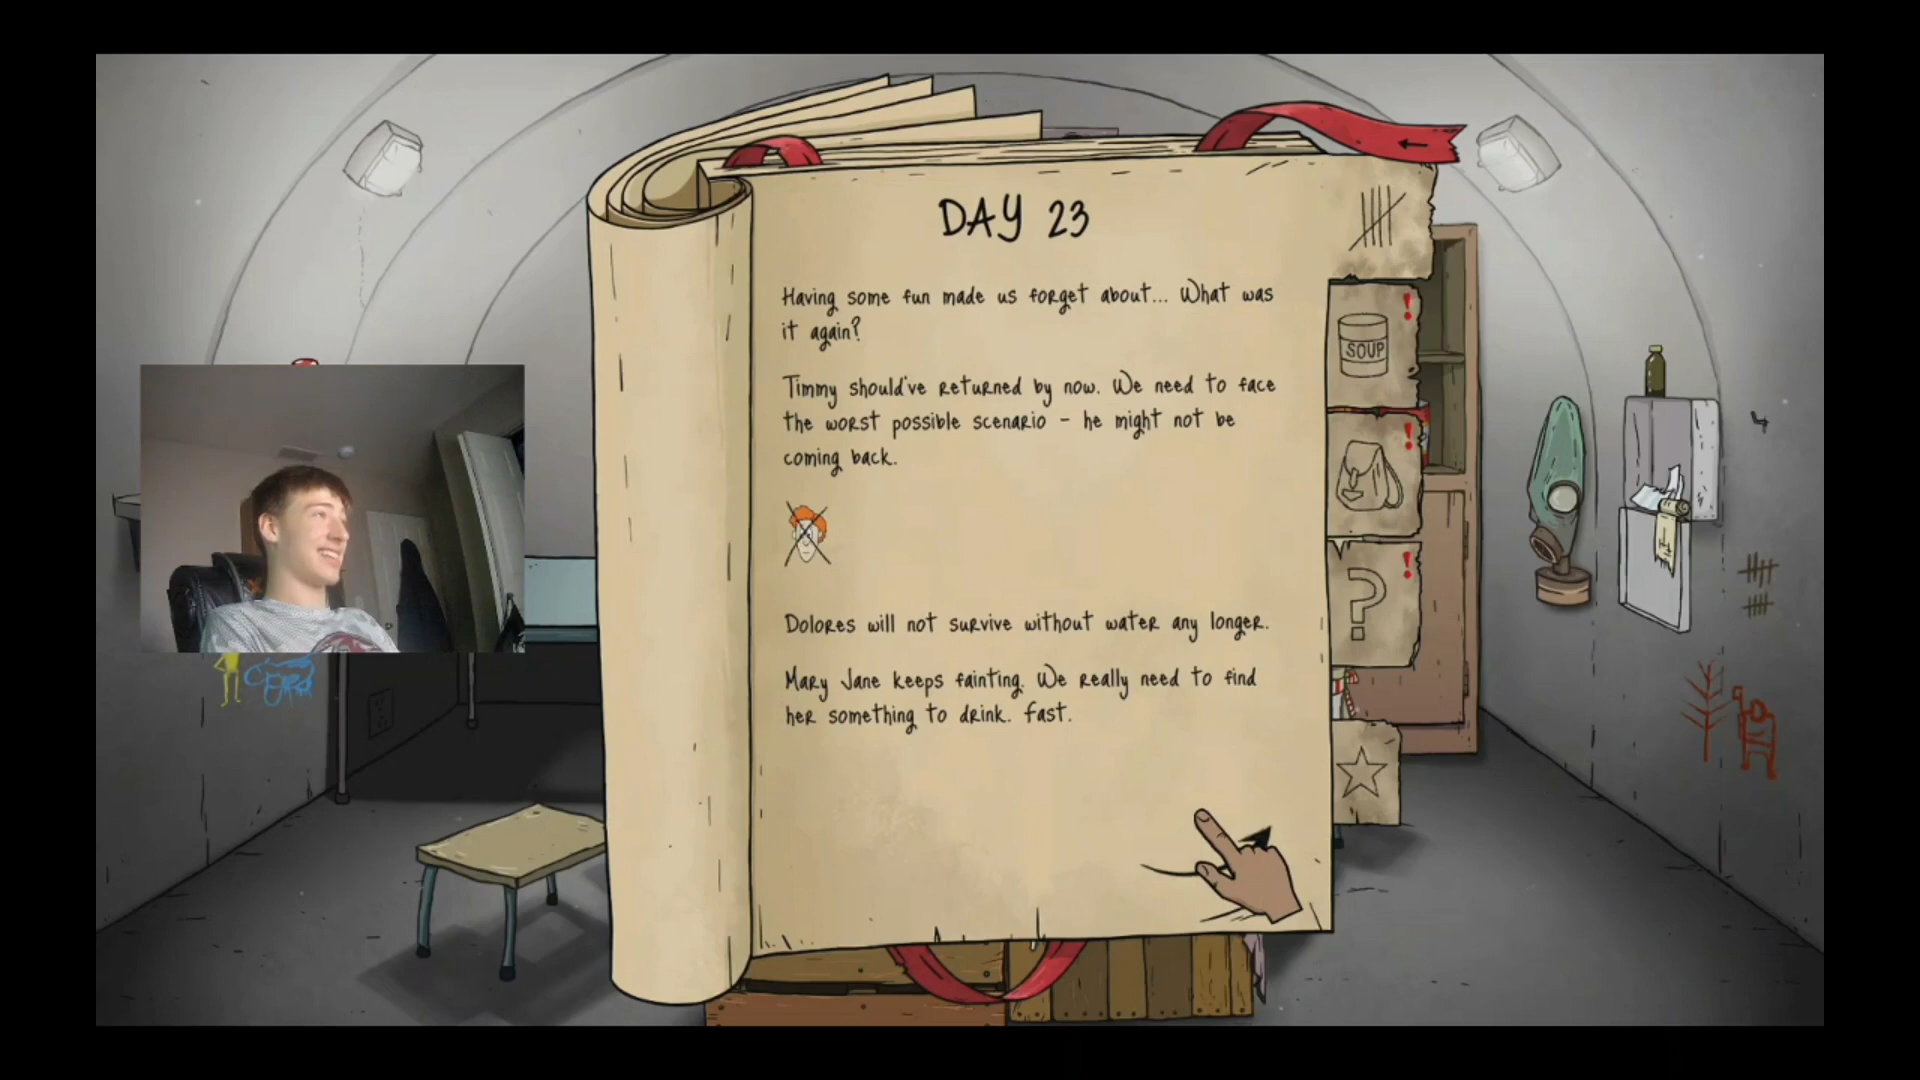 DAY 23
Having some fun made us forget about... What was
it again?
Timmy should've returned by now. We need to face
the worst possible scenario - he might not be
coming back.
Dolores will not survive without water any longer.
Mary Jane keeps fainting. We really need to find
her something to drink. Fast.
!
SOUP
!
!
?